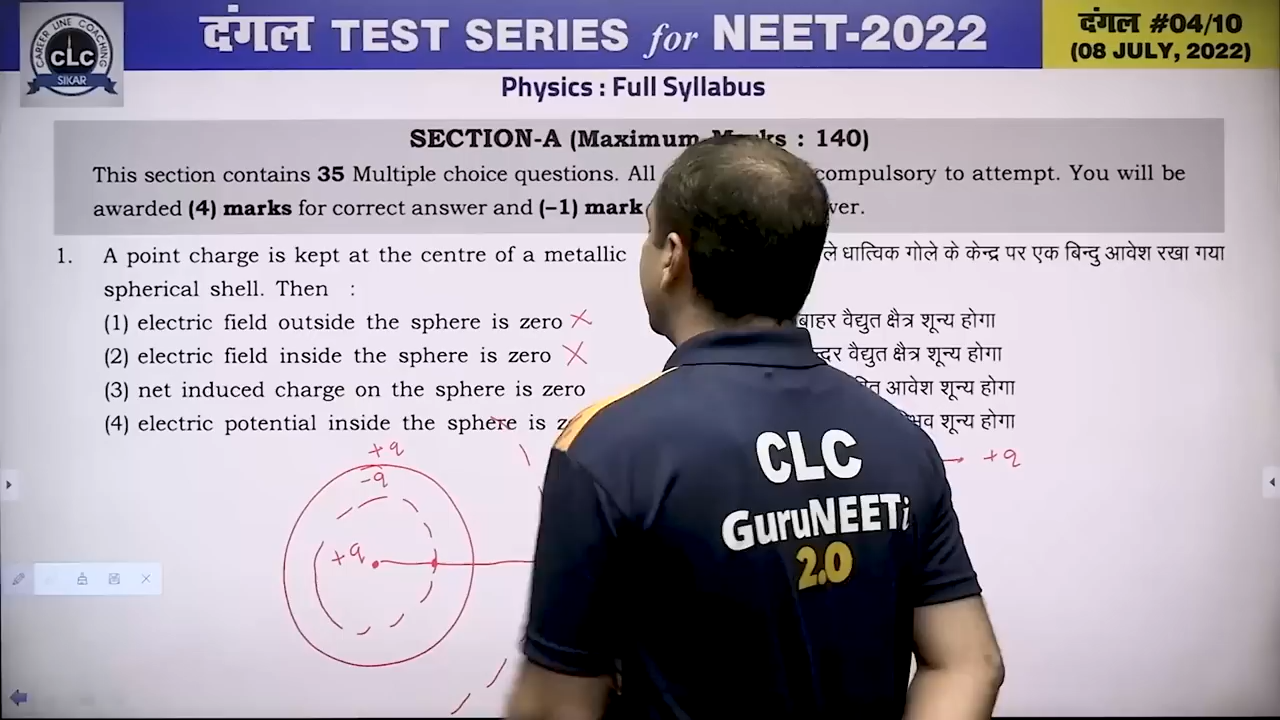 दंगल TEST SERIES for NEET-2022
दंगल #04/10
(08 JULY, 2022)
CAREER LINE COACHING
CLC
SIKAR
Physics : Full Syllabus
SECTION-A (Maximum Marks : 140)
This section contains 35 Multiple choice questions. All compulsory to attempt. You will be
awarded (4) marks for correct answer and (–1) mark
1. A point charge is kept at the centre of a metallic
spherical shell. Then :
(1) electric field outside the sphere is zero ×
(2) electric field inside the sphere is zero ×
(3) net induced charge on the sphere is zero
(4) electric potential inside the sphere is
धात्विक गोले के केन्द्र पर एक बिन्दु आवेश रखा गया
बाहर वैद्युत क्षैत्र शून्य होगा
वैद्युत क्षैत्र शून्य होगा
आवेश शून्य होगा
शून्य होगा
+q
-q
+q
+q
CLC
GuruNEETi
2.0